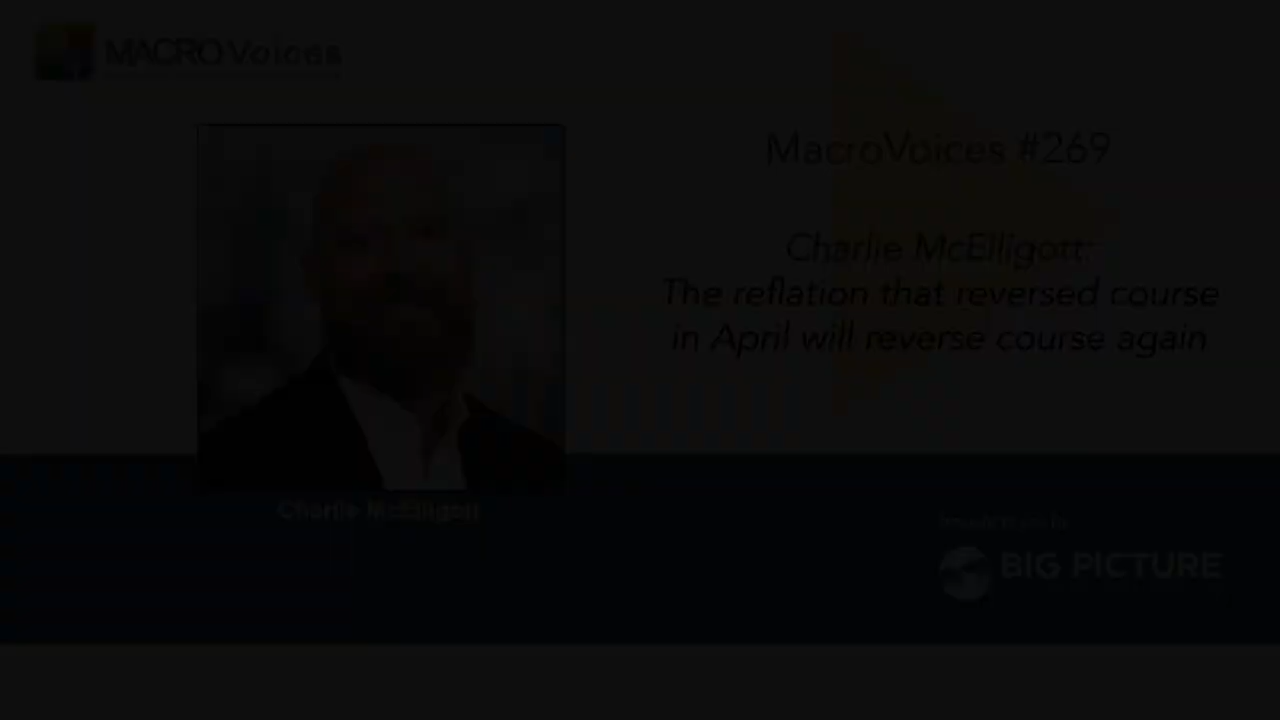 MACRO Voices
MacroVoices #269
Charlie McElligott:
The reflation that reversed course
in April will reverse course again
Charlie McElligott
BIG PICTURE